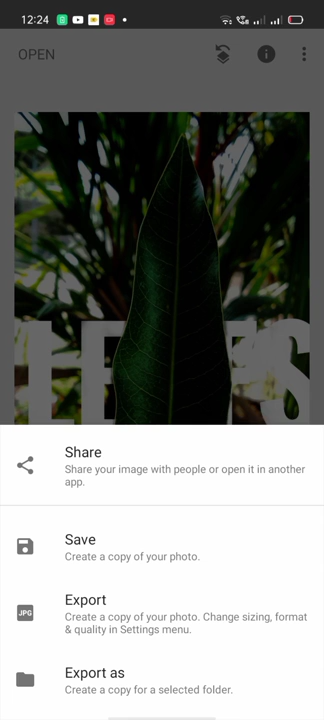 12:24
OPEN
LEAVES
Share
Share your image with people or open it in another
app.
Save
Create a copy of your photo.
JPG
Export
Create a copy of your photo. Change sizing, format
& quality in Settings menu.
Export as
Create a copy for a selected folder.